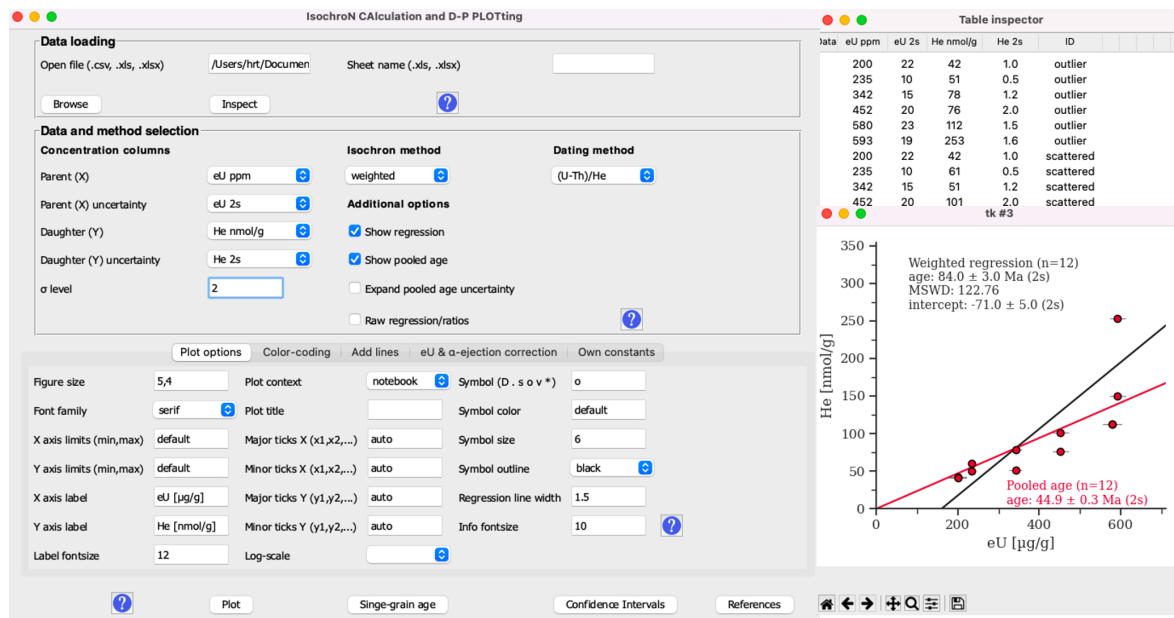 IsochroN CAlculation and D-P PLOTting
Data loading
Open file (.csv, .xls, .xlsx) /Users/hrt/Documen Sheet name (.xls, .xlsx)
Browse Inspect ?
Data and method selection
Concentration columns Isochron method Dating method
Parent (X) eU ppm weighted (U-Th)/He
Parent (X) uncertainty eU 2s Additional options
Daughter (Y) He nmol/g Show regression
Daughter (Y) uncertainty He 2s Show pooled age
σ level 2 Expand pooled age uncertainty
Raw regression/ratios ?
Plot options Color-coding Add lines eU & α-ejection correction Own constants
Figure size 5,4 Plot context notebook Symbol (D . s o v *) o
Font family serif Plot title Symbol color default
X axis limits (min,max) default Major ticks X (x1,x2,...) auto Symbol size 6
Y axis limits (min,max) default Minor ticks X (x1,x2,...) auto Symbol outline black
X axis label eU [µg/g] Major ticks Y (y1,y2,...) auto Regression line width 1.5
Y axis label He [nmol/g] Minor ticks Y (y1,y2,...) auto Info fontsize 10 ?
Label fontsize 12 Log-scale
? Plot Singe-grain age Confidence Intervals References
Table inspector
Data eU ppm eU 2s He nmol/g He 2s ID
200 22 42 1.0 outlier
235 10 51 0.5 outlier
342 15 78 1.2 outlier
452 20 76 2.0 outlier
580 23 112 1.5 outlier
593 19 253 1.6 outlier
200 22 42 1.0 scattered
235 10 61 0.5 scattered
342 15 51 1.2 scattered
452 20 101 2.0 scattered
tk #3
Weighted regression (n=12)
age: 84.0 ± 3.0 Ma (2s)
MSWD: 122.76
intercept: -71.0 ± 5.0 (2s)
350
300
250
200
150
100
50
0
He [nmol/g]
Pooled age (n=12)
age: 44.9 ± 0.3 Ma (2s)
0 200 400 600
eU [µg/g]